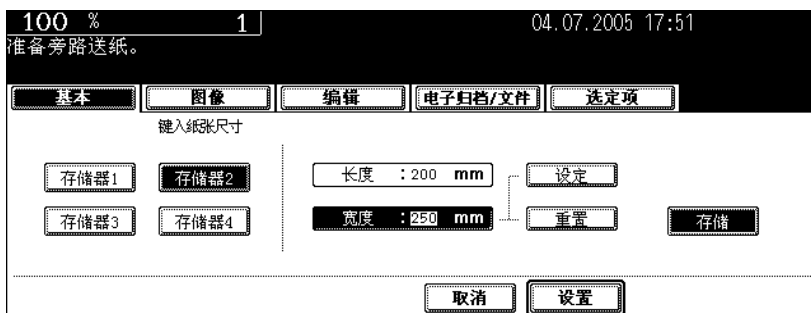 100 % 1 04.07.2005 17:51
准备旁路送纸。
基本 图像 编辑 电子归档/文件 选定项
键入纸张尺寸
存储器1 存储器2 长度 :200 mm 设定
存储器3 存储器4 宽度 :250 mm 重置 存储
取消 设置